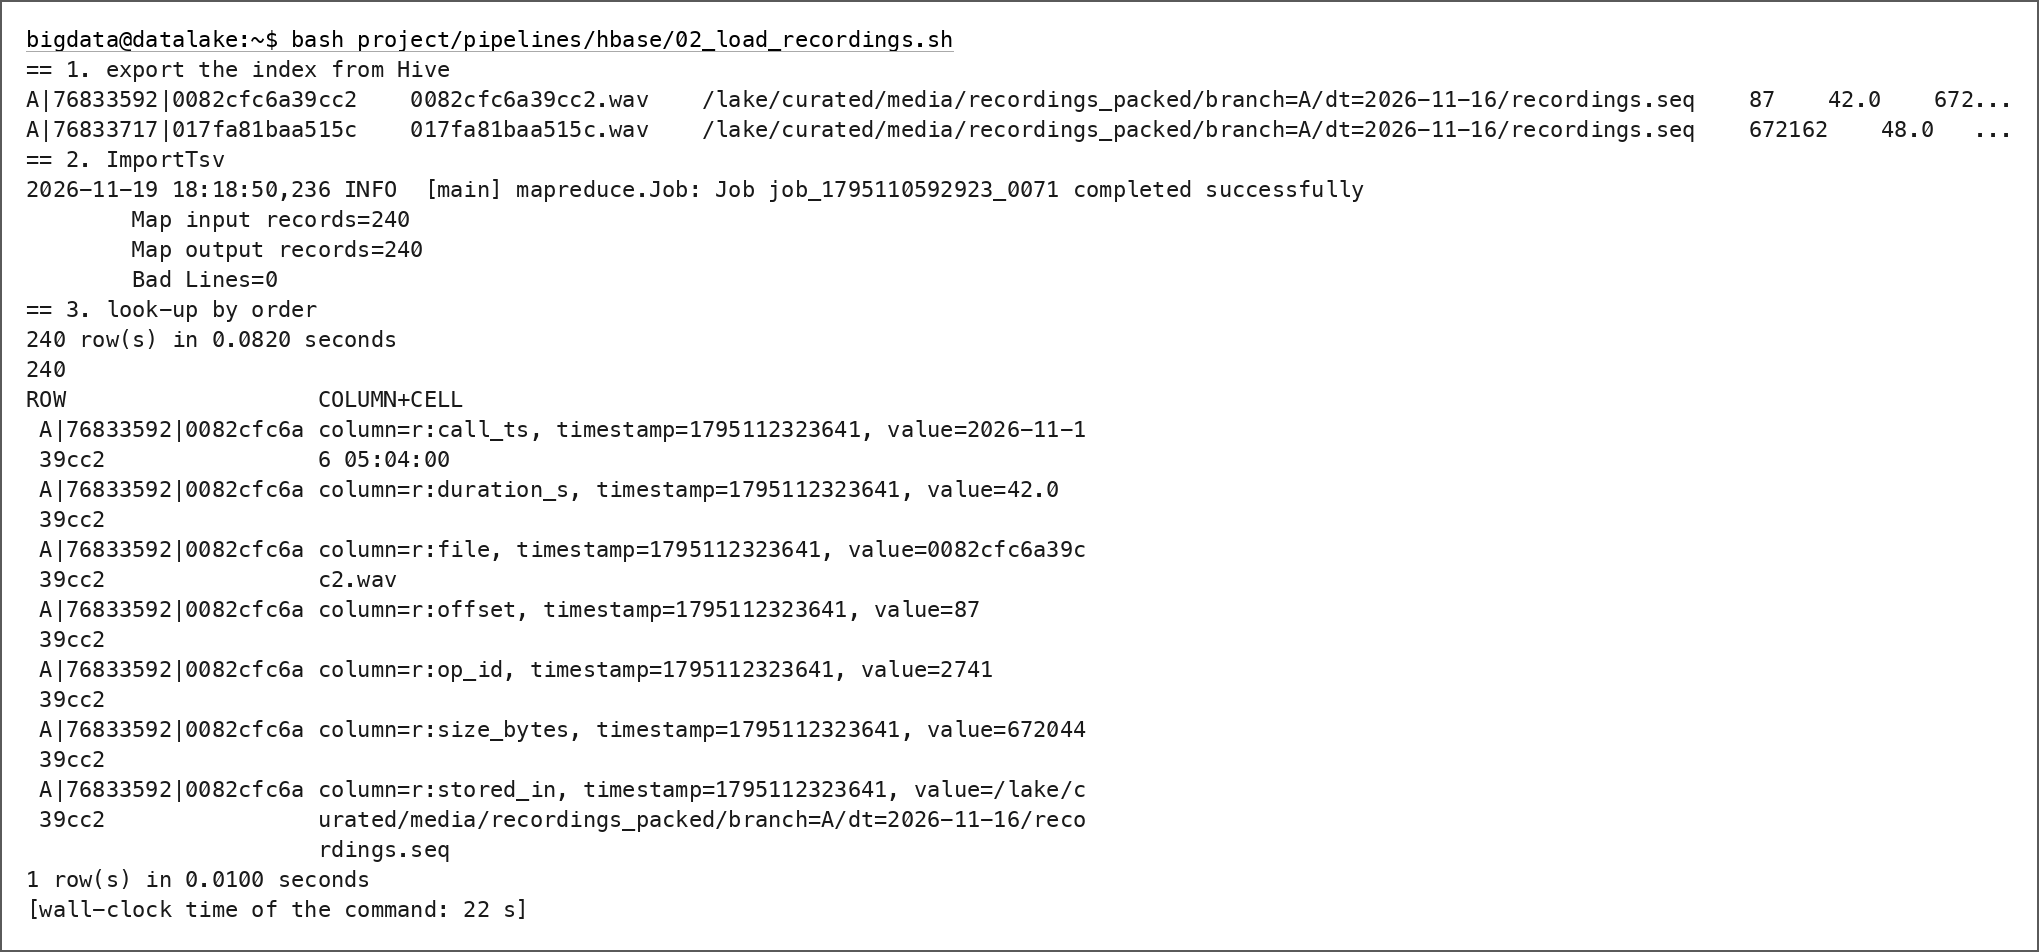 bigdata@datalake:~$ bash project/pipelines/hbase/02_load_recordings.sh
== 1. export the index from Hive
A|76833592|0082cfc6a39cc2    0082cfc6a39cc2.wav    /lake/curated/media/recordings_packed/branch=A/dt=2026-11-16/recordings.seq    87    42.0    672...
A|76833717|017fa81baa515c    017fa81baa515c.wav    /lake/curated/media/recordings_packed/branch=A/dt=2026-11-16/recordings.seq    672162    48.0   ...
== 2. ImportTsv
2026-11-19 18:18:50,236 INFO  [main] mapreduce.Job: Job job_1795110592923_0071 completed successfully
        Map input records=240
        Map output records=240
        Bad Lines=0
== 3. look-up by order
240 row(s) in 0.0820 seconds
240
ROW                   COLUMN+CELL
 A|76833592|0082cfc6a column=r:call_ts, timestamp=1795112323641, value=2026-11-1
 39cc2                6 05:04:00
 A|76833592|0082cfc6a column=r:duration_s, timestamp=1795112323641, value=42.0
 39cc2
 A|76833592|0082cfc6a column=r:file, timestamp=1795112323641, value=0082cfc6a39c
 39cc2                c2.wav
 A|76833592|0082cfc6a column=r:offset, timestamp=1795112323641, value=87
 39cc2
 A|76833592|0082cfc6a column=r:op_id, timestamp=1795112323641, value=2741
 39cc2
 A|76833592|0082cfc6a column=r:size_bytes, timestamp=1795112323641, value=672044
 39cc2
 A|76833592|0082cfc6a column=r:stored_in, timestamp=1795112323641, value=/lake/c
 39cc2                urated/media/recordings_packed/branch=A/dt=2026-11-16/reco
                      rdings.seq
1 row(s) in 0.0100 seconds
[wall-clock time of the command: 22 s]